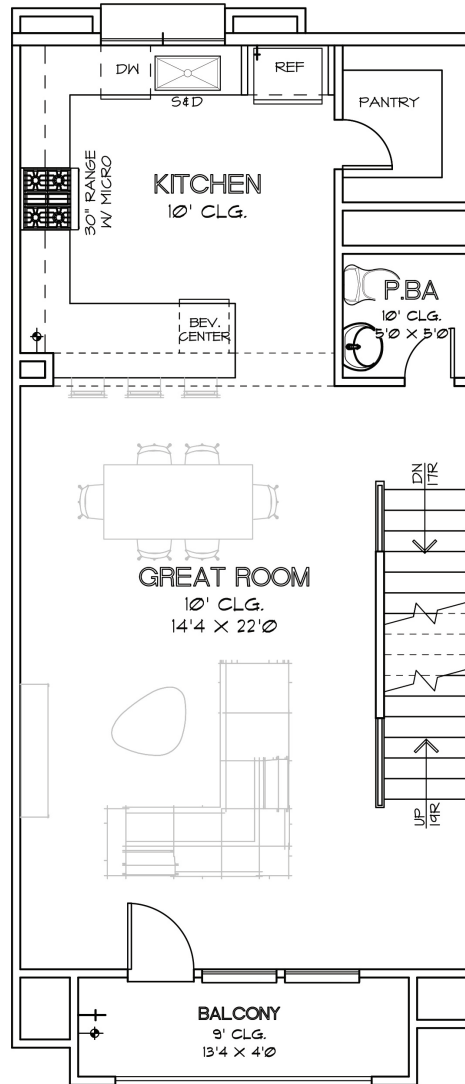 DW
S&D
REF
PANTRY
30" RANGE
W/ MICRO
KITCHEN
10' CLG.
P.BA
10' CLG.
5'0 X 5'0
BEV.
CENTER
DN
17R
GREAT ROOM
10' CLG.
14'4 X 22'0
UP
19R
BALCONY
9' CLG.
13'4 X 4'0